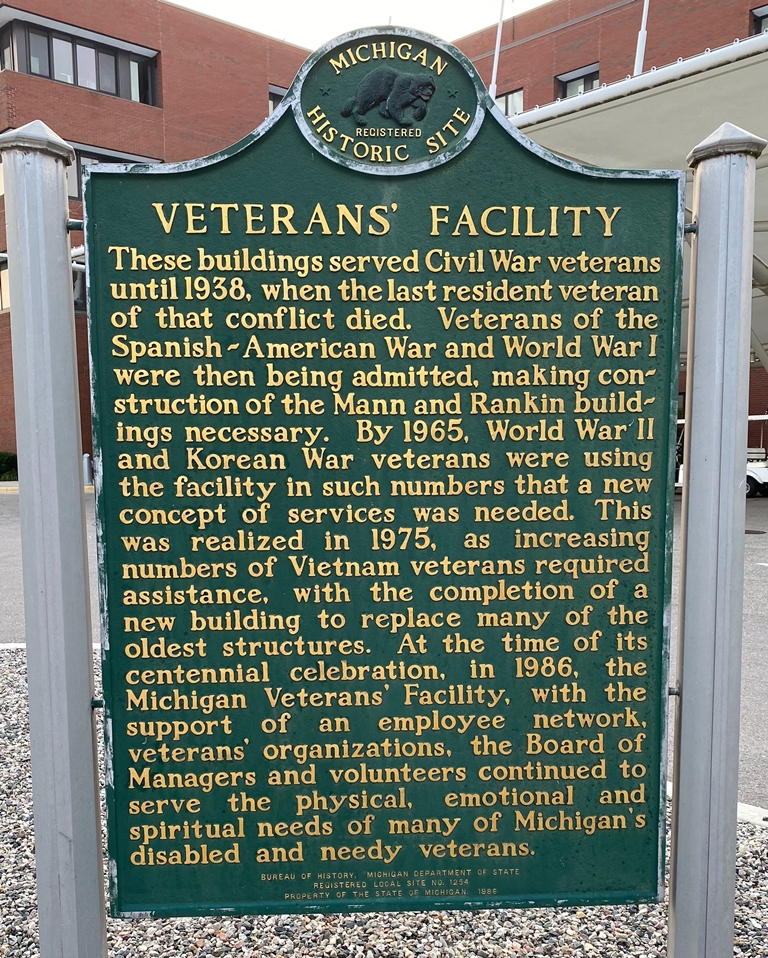 MICHIGAN
REGISTERED
HISTORIC SITE
VETERANS' FACILITY
These buildings served Civil War veterans
until 1938, when the last resident veteran
of that conflict died. Veterans of the
Spanish-American War and World War I
were then being admitted, making con-
struction of the Mann and Rankin build-
ings necessary. By 1965, World War II
and Korean War veterans were using
the facility in such numbers that a new
concept of services was needed. This
was realized in 1975, as increasing
numbers of Vietnam veterans required
assistance, with the completion of a
new building to replace many of the
oldest structures. At the time of its
centennial celebration, in 1986, the
Michigan Veterans' Facility, with the
support of an employee network,
veterans' organizations, the Board of
Managers and volunteers continued to
serve the physical, emotional and
spiritual needs of many of Michigan's
disabled and needy veterans.
BUREAU OF HISTORY, MICHIGAN DEPARTMENT OF STATE
REGISTERED LOCAL SITE NO. 1254
PROPERTY OF THE STATE OF MICHIGAN, 1986